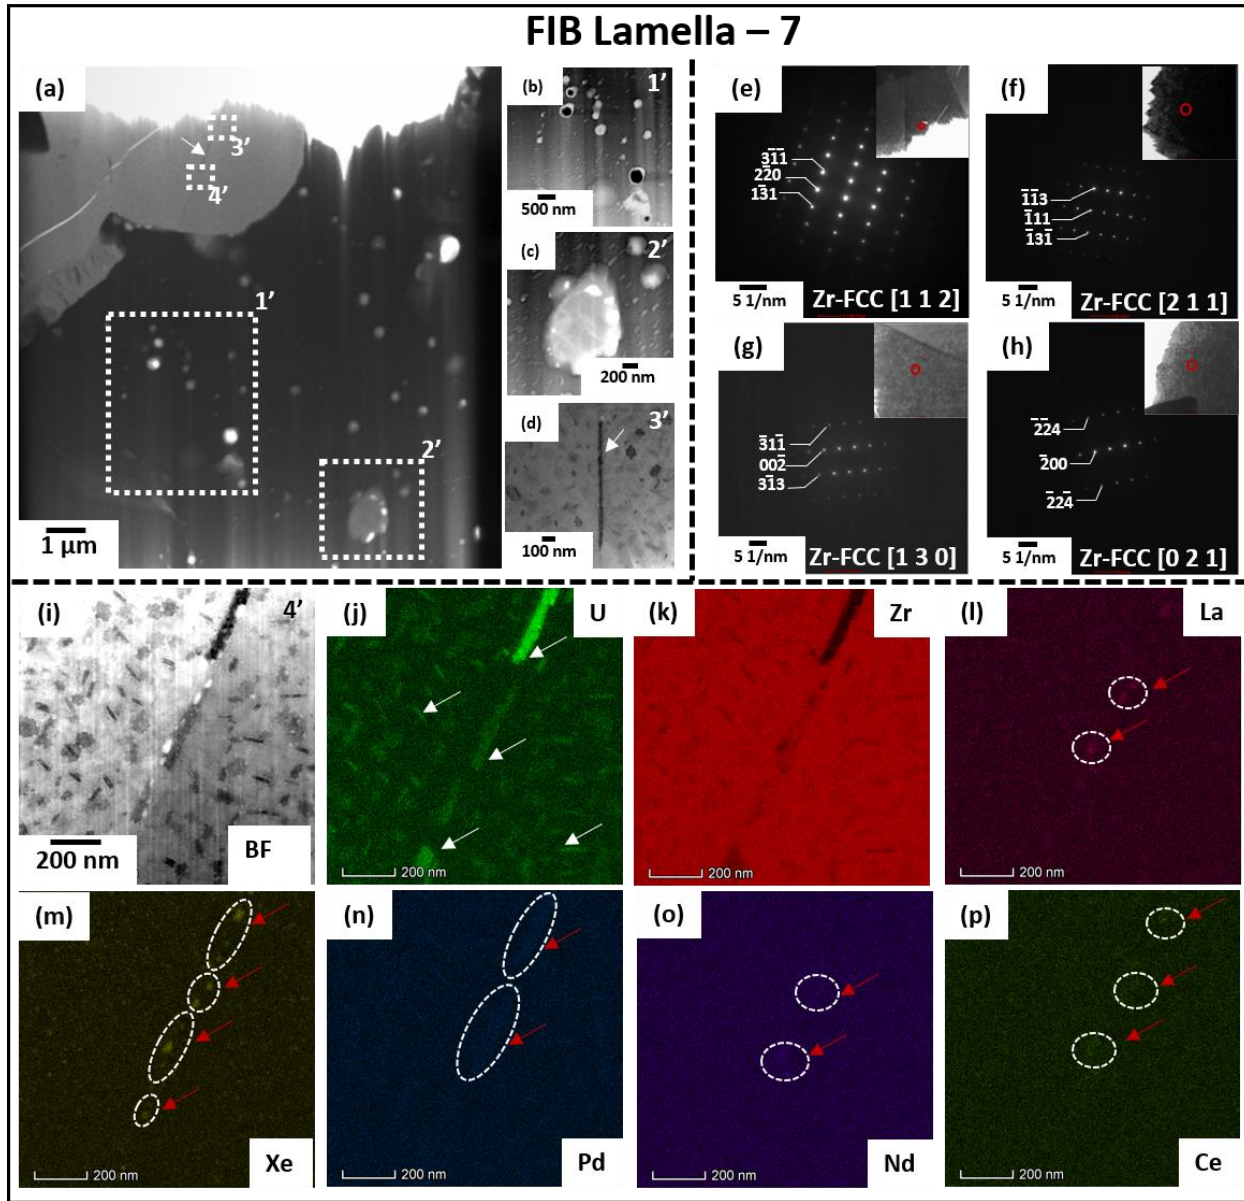 FIB Lamella – 7
(a)
3'
4'
1'
2'
1 µm
(b)
1'
500 nm
(c)
2'
200 nm
(d)
3'
100 nm
(e)
31̅1̅
2̅2̅0
13̅1
5 1/nm
Zr-FCC [1 1 2]
(f)
1̅1̅3
1̅11
1̅31̅
5 1/nm
Zr-FCC [2 1 1]
(g)
3̅11̅
002̅
31̅3̅
5 1/nm
Zr-FCC [1 3 0]
(h)
2̅2̅4
2̅00
2̅24̅
5 1/nm
Zr-FCC [0 2 1]
(i)
4'
200 nm
BF
(j)
U
200 nm
(k)
Zr
200 nm
(l)
La
200 nm
(m)
200 nm
Xe
(n)
200 nm
Pd
(o)
200 nm
Nd
(p)
200 nm
Ce